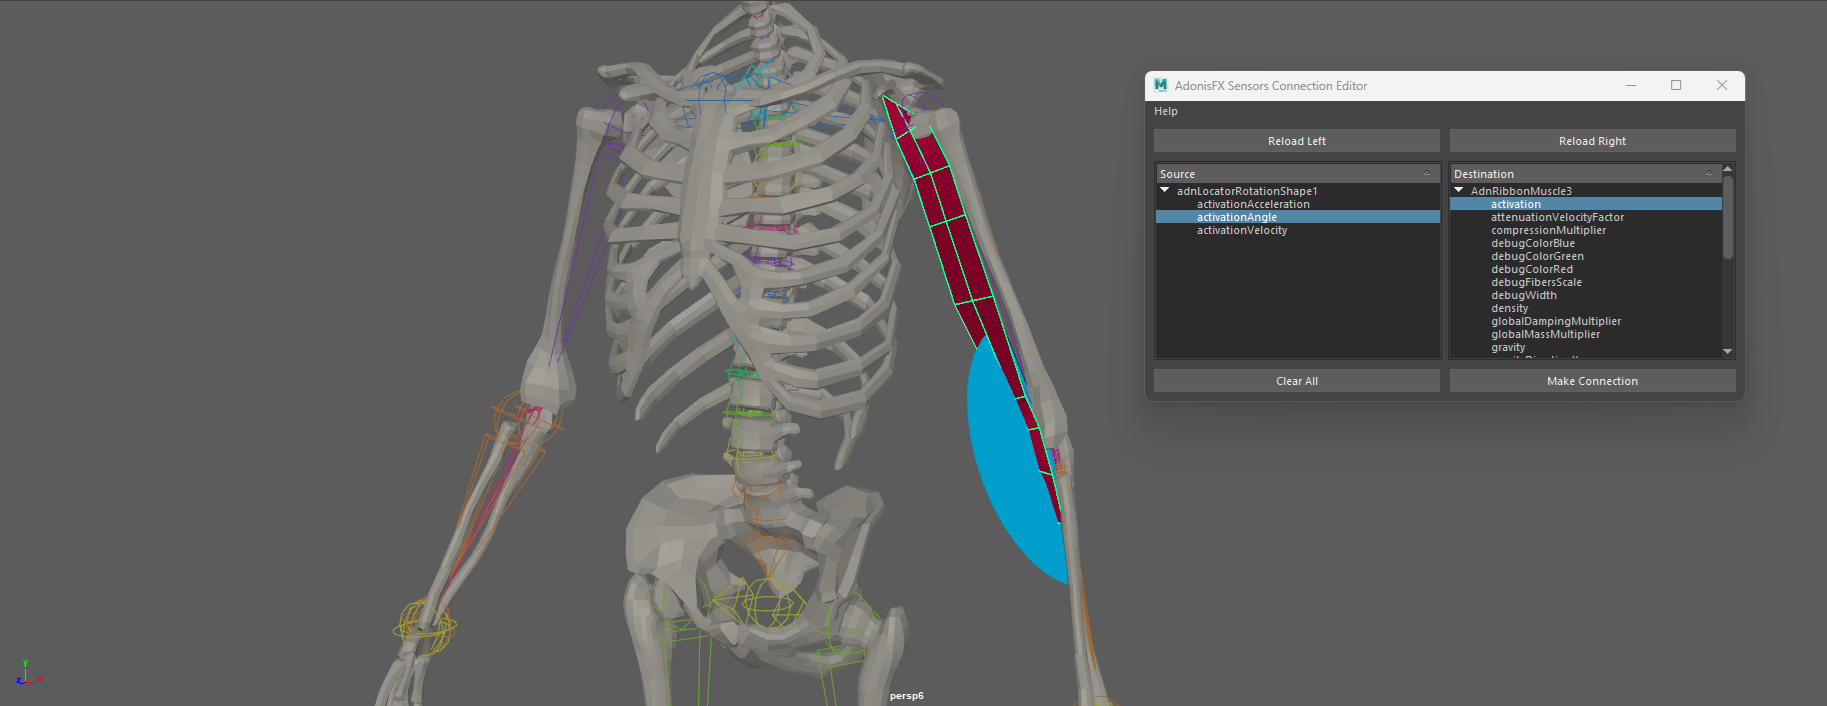 AdonisFX Sensors Connection Editor
Help
Reload Left
Reload Right
Source
adnLocatorRotationShape1
activationAcceleration
activationAngle
activationVelocity
Destination
AdnRibbonMuscle3
activation
attenuationVelocityFactor
compressionMultiplier
debugColorBlue
debugColorGreen
debugColorRed
debugFibersScale
debugWidth
density
globalDampingMultiplier
globalMassMultiplier
gravity
Clear All
Make Connection
y
z
x
persp6